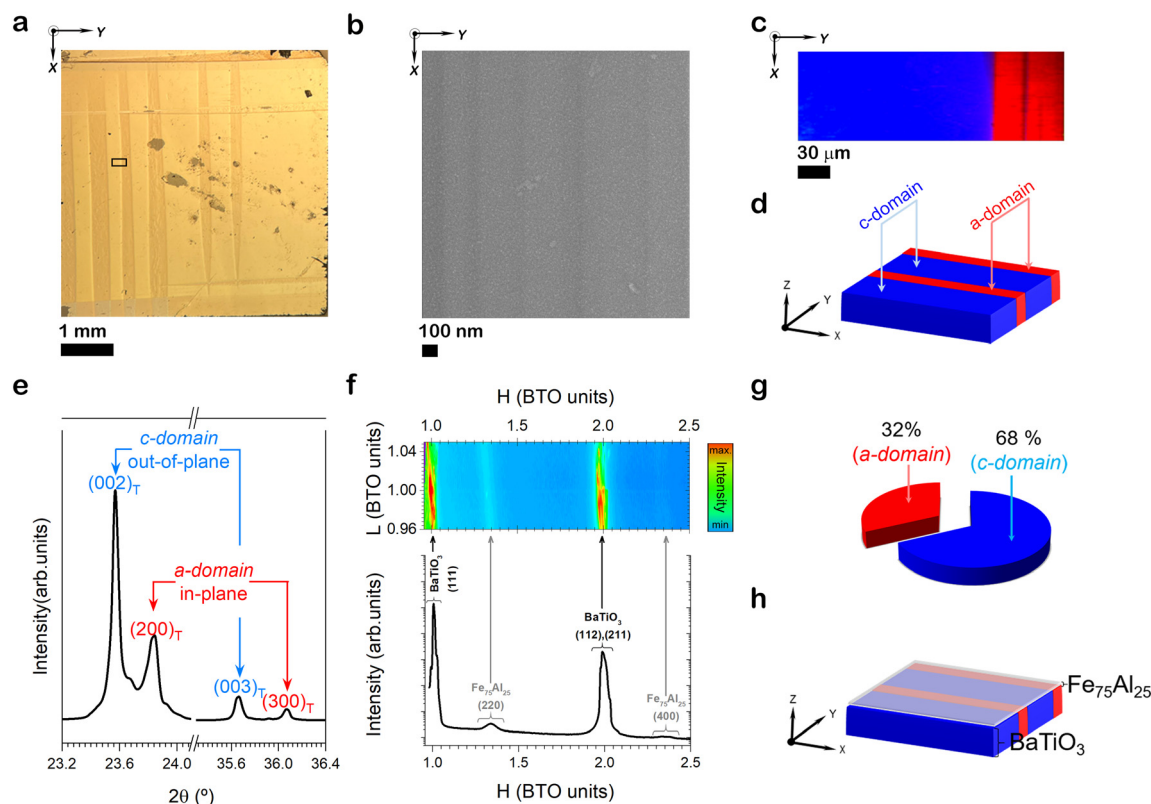 a
Y
X
1 mm
b
Y
X
100 nm
c
Y
X
30 μm
d
c-domain
a-domain
Z
Y
X
e
Intensity(arb.units)
c-domain
out-of-plane
(002)T
a-domain
in-plane
(200)T
(003)T
(300)T
23.2 23.6 24.0 35.6 36.0 36.4
2θ (º)
f
H (BTO units)
1.0 1.5 2.0 2.5
L (BTO units)
1.04
1.00
0.96
max.
Intensity
min
Intensity (arb.units)
BaTiO3
(111)
Fe75Al25
(220)
BaTiO3
(112),(211)
Fe75Al25
(400)
1.0 1.5 2.0 2.5
H (BTO units)
g
32%
(a-domain)
68 %
(c-domain)
h
Fe75Al25
BaTiO3
Z
Y
X